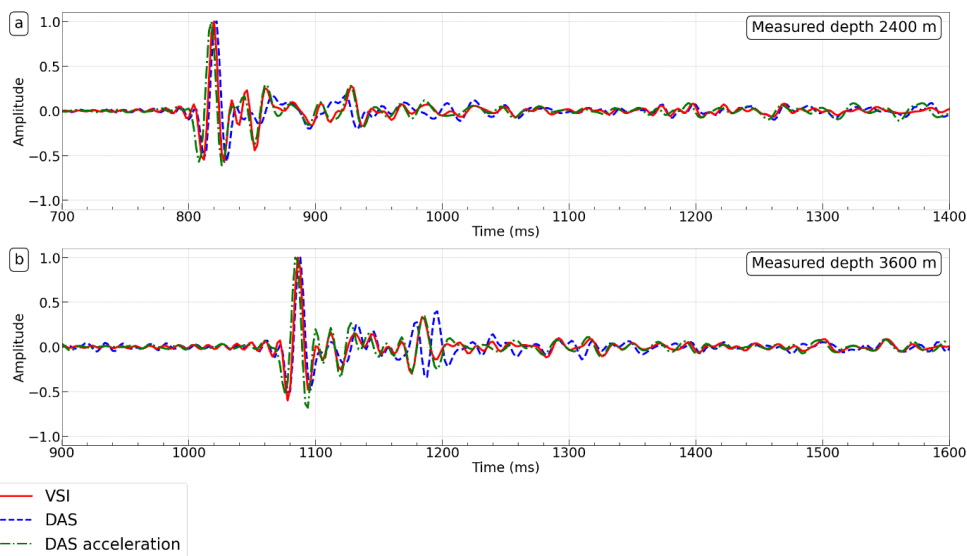 a
Measured depth 2400 m
1.0
0.5
0.0
−0.5
−1.0
Amplitude
700 800 900 1000 1100 1200 1300 1400
Time (ms)
b
Measured depth 3600 m
1.0
0.5
0.0
−0.5
−1.0
Amplitude
900 1000 1100 1200 1300 1400 1500 1600
Time (ms)
VSI
DAS
DAS acceleration